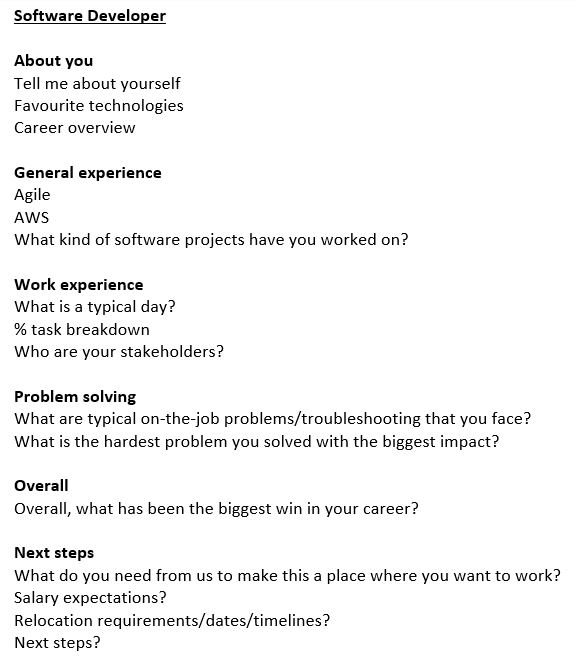 Software Developer
About you
Tell me about yourself
Favourite technologies
Career overview
General experience
Agile
AWS
What kind of software projects have you worked on?
Work experience
What is a typical day?
% task breakdown
Who are your stakeholders?
Problem solving
What are typical on-the-job problems/troubleshooting that you face?
What is the hardest problem you solved with the biggest impact?
Overall
Overall, what has been the biggest win in your career?
Next steps
What do you need from us to make this a place where you want to work?
Salary expectations?
Relocation requirements/dates/timelines?
Next steps?